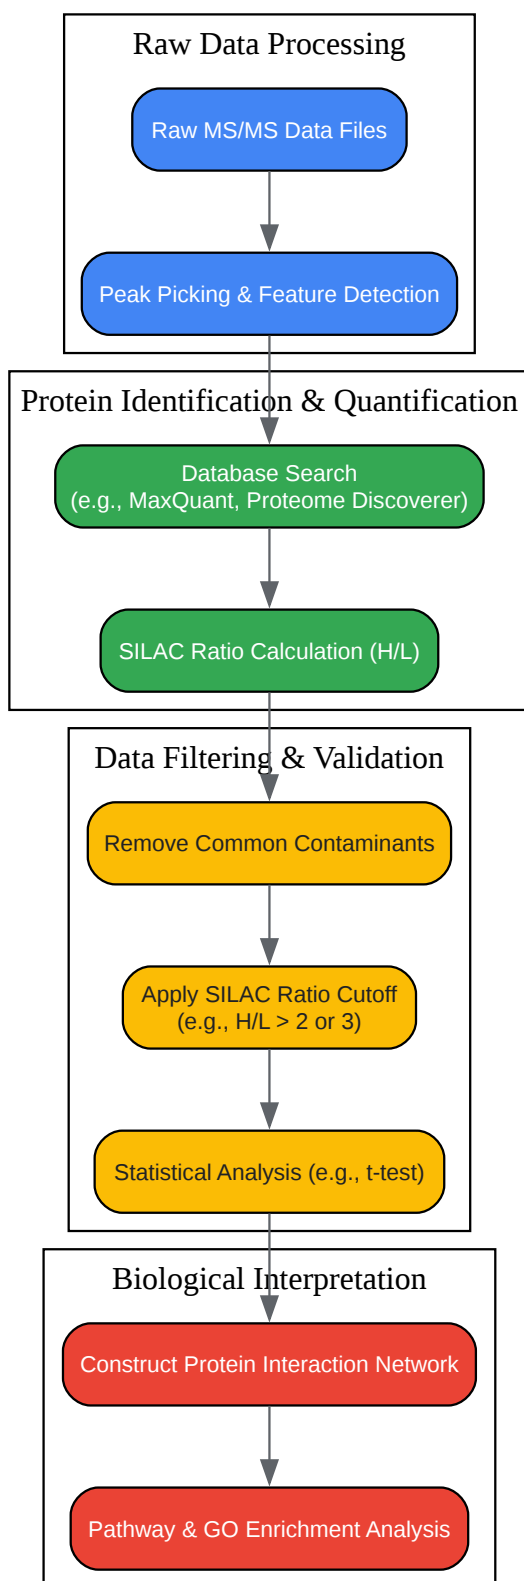 Raw Data Processing
Raw MS/MS Data Files
Peak Picking & Feature Detection
Protein Identification & Quantification
Database Search
(e.g., MaxQuant, Proteome Discoverer)
SILAC Ratio Calculation (H/L)
Data Filtering & Validation
Remove Common Contaminants
Apply SILAC Ratio Cutoff
(e.g., H/L > 2 or 3)
Statistical Analysis (e.g., t-test)
Biological Interpretation
Construct Protein Interaction Network
Pathway & GO Enrichment Analysis